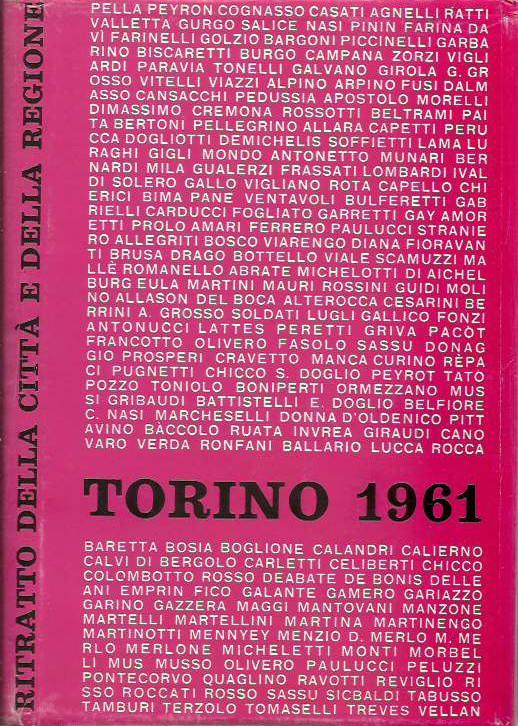 RITRATTO DELLA CITTÀ E DELLA REGIONE
PELLA PEYRON COGNASSO CASATI AGNELLI RATTI
VALLETTA GURGO SALICE NASI PININ FARINA DA
VÌ FARINELLI GOLZIO BARGONI PICCINELLI GARBA
RINO BISCARETTI BURGO CAMPANA ZORZI VIGLI
ARDI PARAVIA TONELLI GALVANO GIROLA G. GR
OSSO VITELLI VIAZZI ALPINO ARPINO FUSI DALM
ASSO CANSACCHI PEDUSSIA APOSTOLO MORELLI
DIMASSIMO CREMONA ROSSOTTI BELTRAMI PAI
TA BERTONI PELLEGRINO ALLARA CAPETTI PERU
CCA DOGLIOTTI DEMICHELIS SOFFIETTI LAMA LU
RAGHI GIGLI MONDO ANTONETTO MUNARI BER
NARDI MILA GUALERZI FRASSATI LOMBARDI IVAL
DI SOLERO GALLO VIGLIANO ROTA CAPELLO CHI
ERICI BIMA PANE VENTAVOLI BULFERETTI GAB
RIELLI CARDUCCI FOGLIATO GARRETTI GAY AMOR
ETTI PROLO AMARI FERRERO PAULUCCI STRANIE
RO ALLEGRITI BOSCO VIARENGO DIANA FIORAVAN
TI BRUSA DRAGO BOTTELLO VIALE SCAMUZZI MA
LLÈ ROMANELLO ABRATE MICHELOTTI DI AICHEL
BURG EULA MARTINI MAURI ROSSINI GUIDI MOLI
NO ALLASON DEL BOCA ALTEROCCA CESARINI BE
RRINI A. GROSSO SOLDATI LUGLI GALLICO FONZI
ANTONUCCI LATTES PERETTI GRIVA PACÒT
FRANCOTTO OLIVERO FASOLO SASSU DONAG
GIO PROSPERI CRAVETTO MANCA CURINO RÈPA
CI PUGNETTI CHICCO S. DOGLIO PEYROT TATO
POZZO TONIOLO BONIPERTI ORMEZZANO MUS
SI GRIBAUDI BATTISTELLI E. DOGLIO BELFIORE
C. NASI MARCHESELLI DONNA D'OLDENICO PITT
AVINO BÀCCOLO RUATA INVREA GIRAUDI CANO
VARO VERDA RONFANI BALLARIO LUCCA ROCCA
TORINO 1961
BARETTA BOSIA BOGLIONE CALANDRI CALIERNO
CALVI DI BERGOLO CARLETTI CELIBERTI CHICCO
COLOMBOTTO ROSSO DEABATE DE BONIS DELLE
ANI EMPRIN FICO GALANTE GAMERO GARIAZZO
GARINO GAZZERA MAGGI MANTOVANI MANZONE
MARTELLI MARTELLINI MARTINA MARTINENGO
MARTINOTTI MENNYEY MENZIO D. MERLO M. ME
RLO MERLONE MICHELETTI MONTI MORBEL
LI MUS MUSSO OLIVERO PAULUCCI PELUZZI
PONTECORVO QUAGLINO RAVOTTI REVIGLIO RI
SSO ROCCATI ROSSO SASSU SICBALDI TABUSSO
TAMBURI TERZOLO TOMASELLI TREVES VELLAN